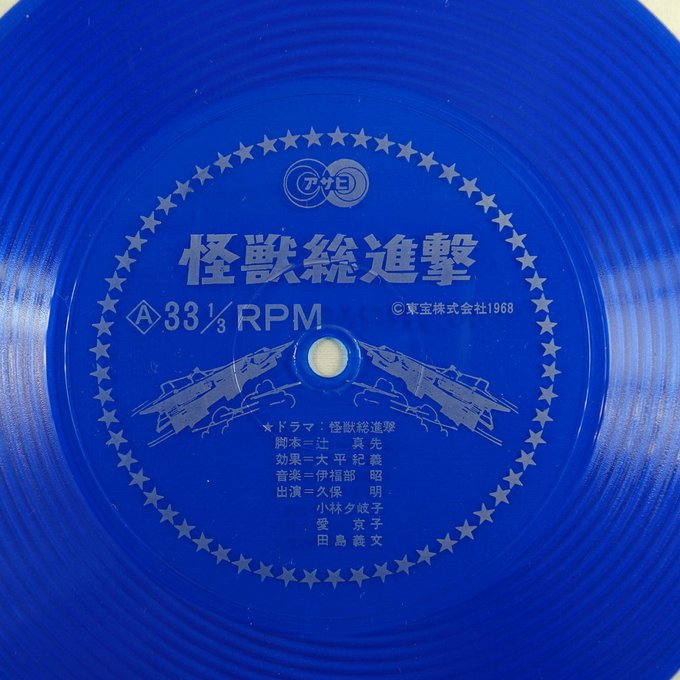 アサヒ
怪獣総進撃
Ⓐ 33 1/3 RPM
©東宝株式会社1968
★ドラマ:怪獣総進撃
脚本=辻 真先
効果=大平紀義
音楽=伊福部 昭
出演=久保 明
小林夕岐子
愛 京子
田島義文